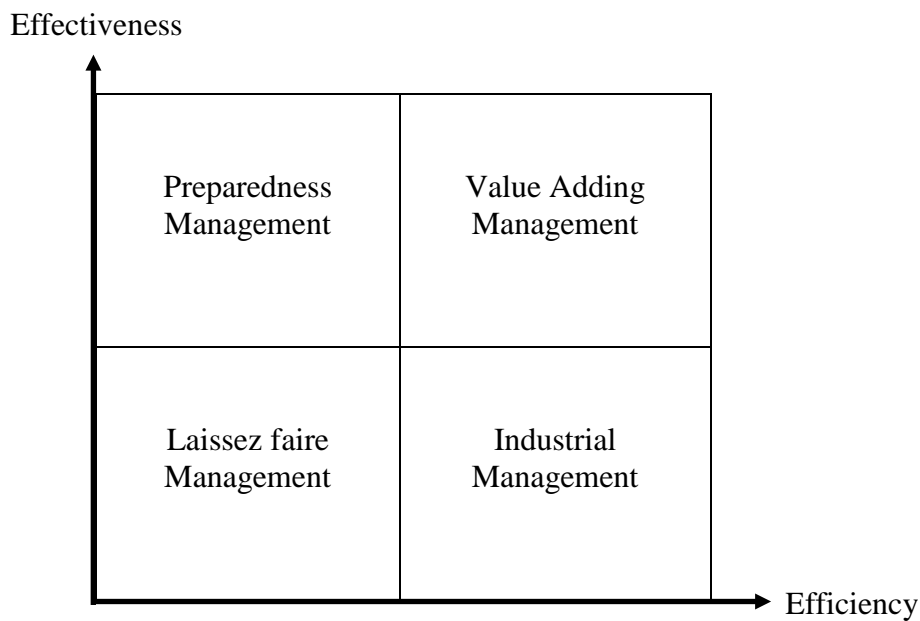 Effectiveness
Preparedness
Management
Value Adding
Management
Laissez faire
Management
Industrial
Management
Efficiency